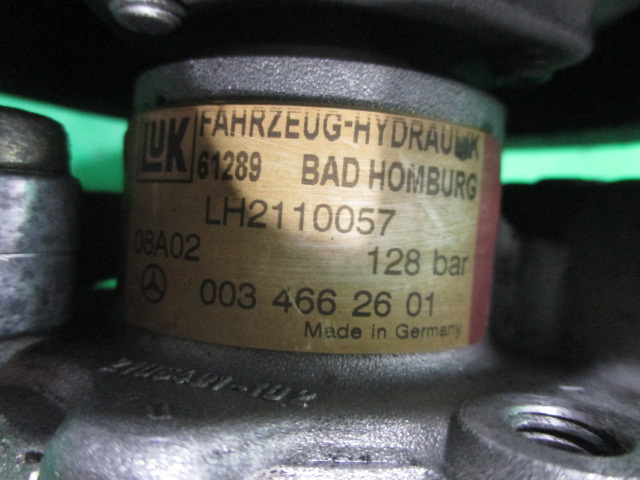 LUK FAHRZEUG-HYDRAULIK
61289 BAD HOMBURG
LH2110057
08A02 128 bar
003 466 26 01
Made in Germany